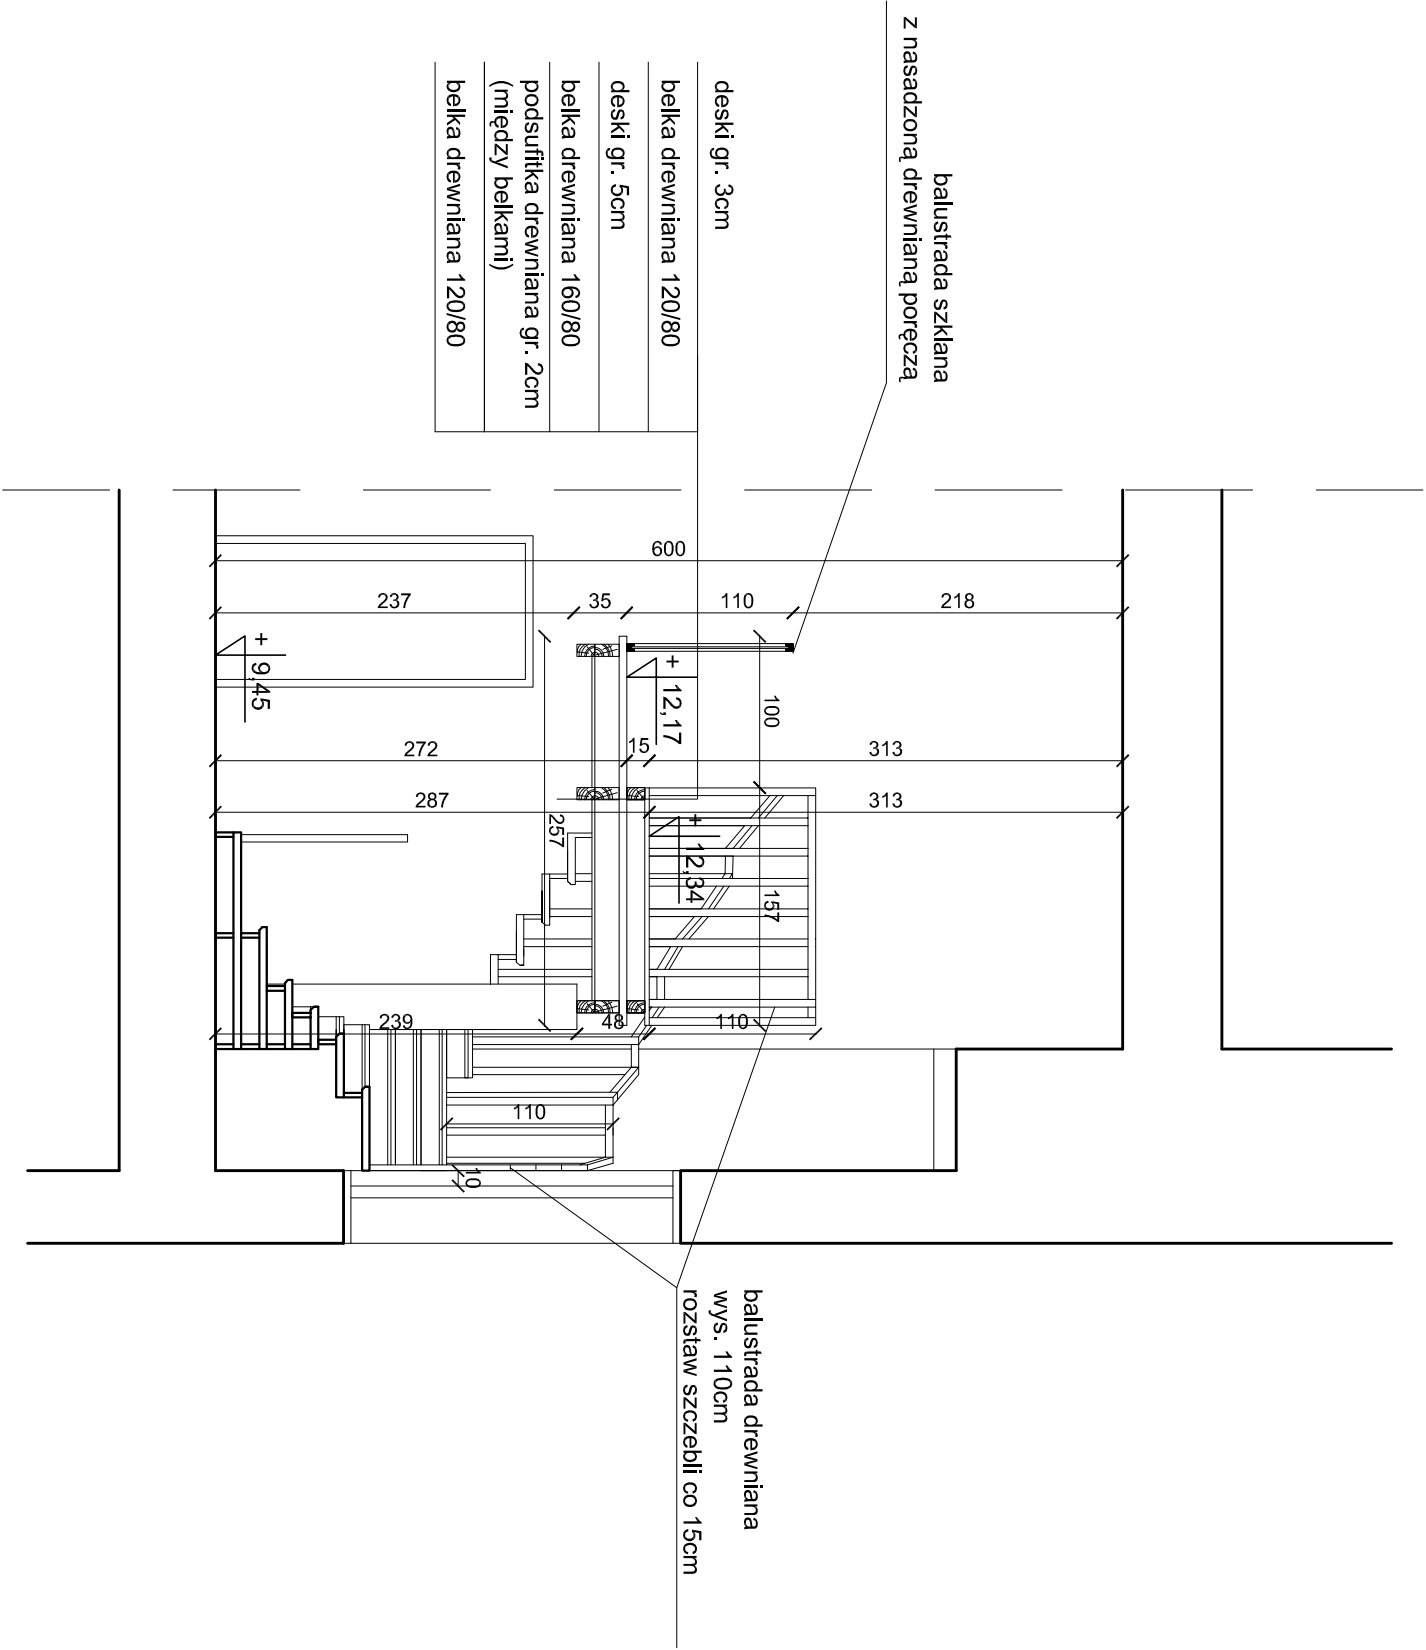 balustrada szklana
z nasadzoną drewnianą poręczą
deski gr. 3cm
belka drewniana 120/80
deski gr. 5cm
belka drewniana 160/80
podsufitka drewniana gr. 2cm
(między belkami)
belka drewniana 120/80
600
237
35
110
218
+
9,45
+
12,17
100
272
15
313
287
313
257
+
12,34
157
239
48
110
110
10
balustrada drewniana
wys. 110cm
rozstaw szczebli co 15cm